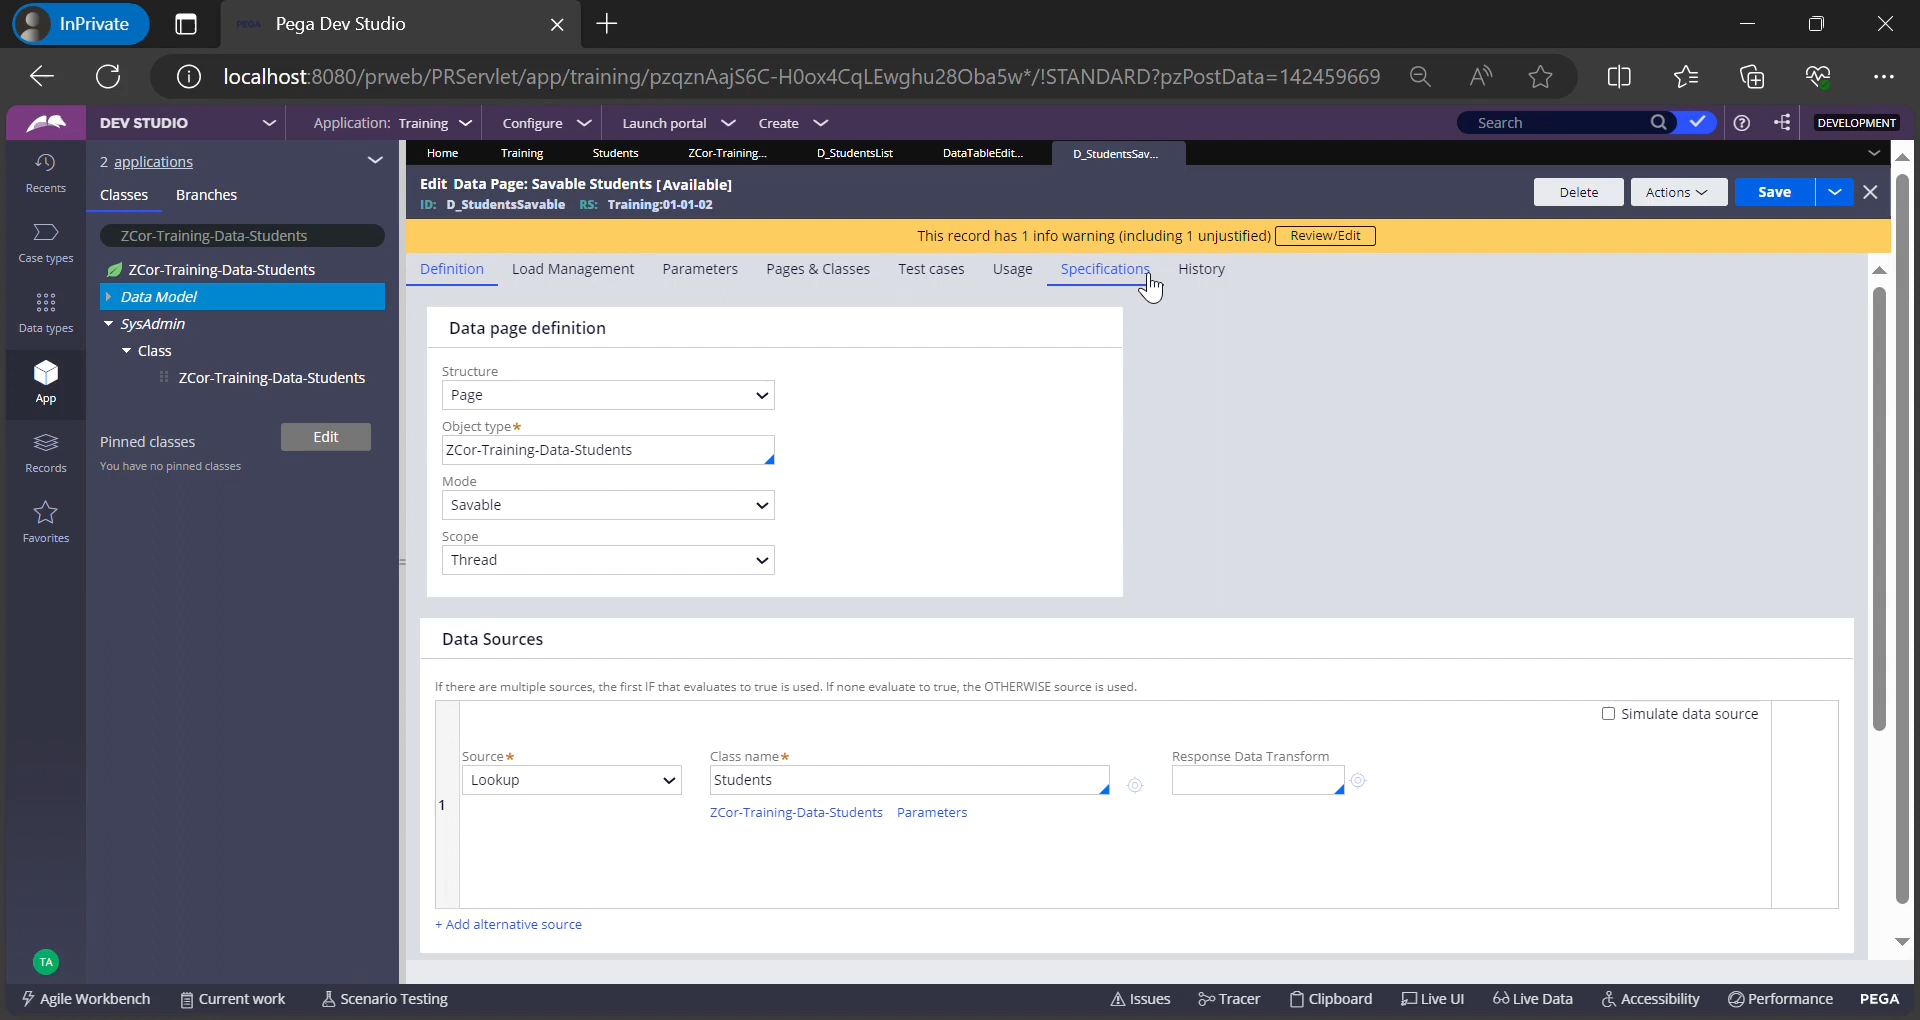 InPrivate
Pega Dev Studio
localhost:8080/prweb/PRServlet/app/training/pzqznAajS6C-H0ox4CqLEwghu28Oba5w*/!STANDARD?pzPostData=142459669
DEV STUDIO
Application: Training
Configure
Launch portal
Create
Search
DEVELOPMENT
Recents
Case types
Data types
App
Records
Favorites
TA
2 applications
Classes Branches
ZCor-Training-Data-Students
ZCor-Training-Data-Students
Data Model
SysAdmin
Class
ZCor-Training-Data-Students
Pinned classes
Edit
You have no pinned classes
Home Training Students ZCor-Training... D_StudentsList DataTableEdit... D_StudentsSav...
Edit Data Page: Savable Students [Available]
ID: D_StudentsSavable RS: Training:01-01-02
Delete Actions Save
This record has 1 info warning (including 1 unjustified) Review/Edit
Definition Load Management Parameters Pages & Classes Test cases Usage Specifications History
Data page definition
Structure
Page
Object type*
ZCor-Training-Data-Students
Mode
Savable
Scope
Thread
Data Sources
If there are multiple sources, the first IF that evaluates to true is used. If none evaluate to true, the OTHERWISE source is used.
Simulate data source
1
Source* Class name* Response Data Transform
Lookup Students
ZCor-Training-Data-Students Parameters
+ Add alternative source
Agile Workbench Current work Scenario Testing Issues Tracer Clipboard Live UI Live Data Accessibility Performance PEGA